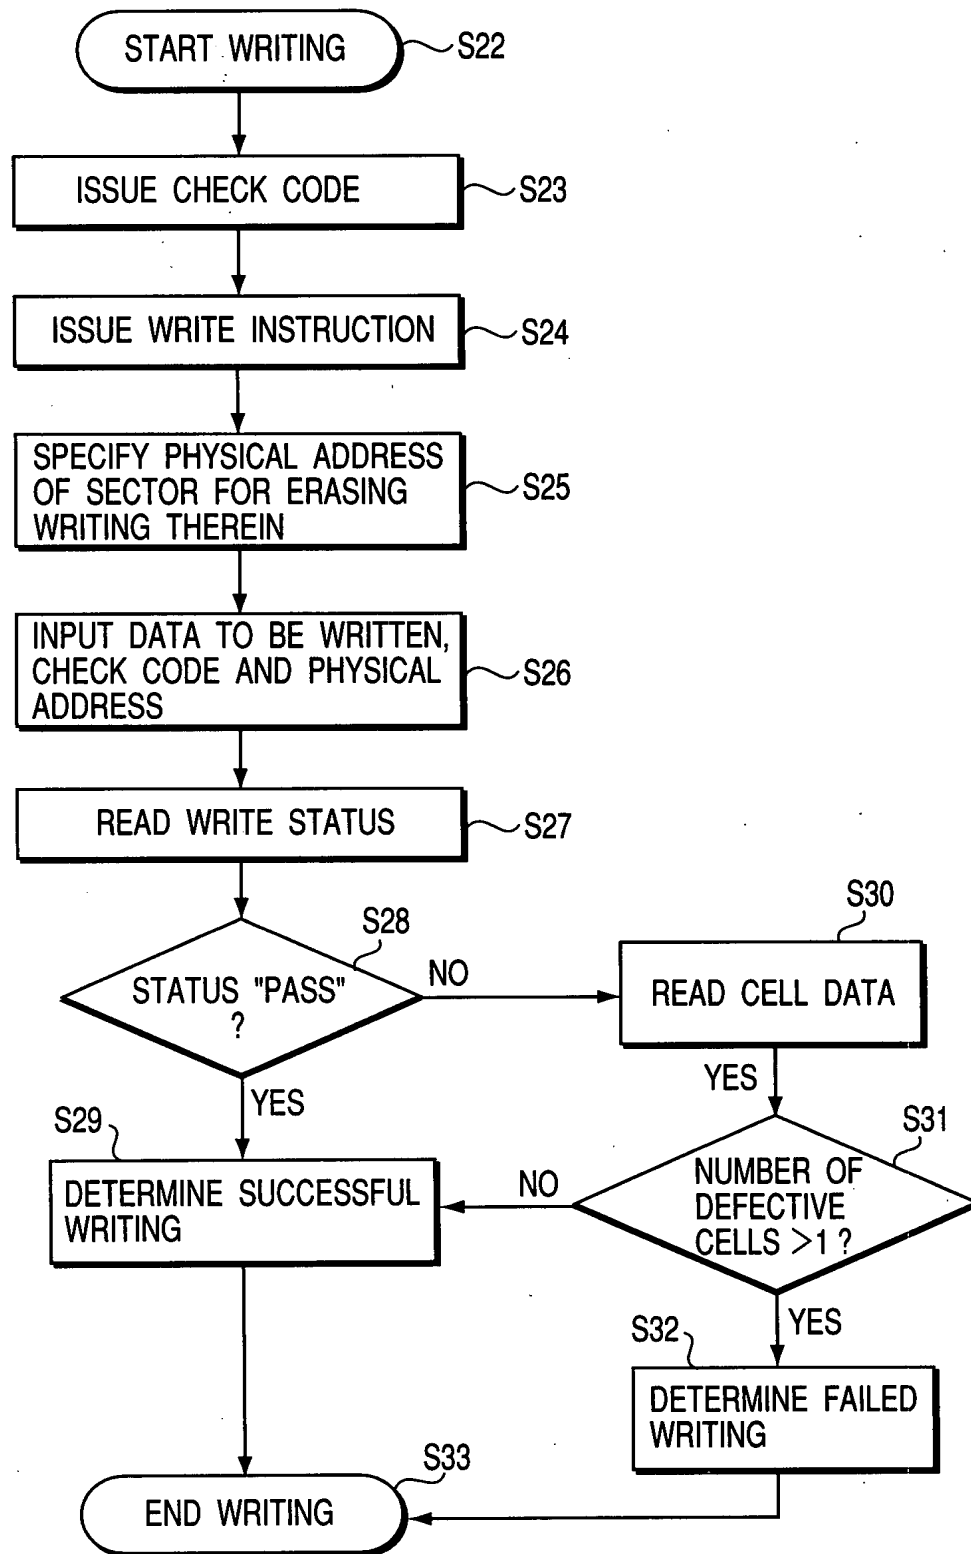 START WRITING
S22
ISSUE CHECK CODE
S23
ISSUE WRITE INSTRUCTION
S24
SPECIFY PHYSICAL ADDRESS
OF SECTOR FOR ERASING
WRITING THEREIN
S25
INPUT DATA TO BE WRITTEN,
CHECK CODE AND PHYSICAL
ADDRESS
S26
READ WRITE STATUS
S27
S28
STATUS "PASS"
?
NO
YES
S30
READ CELL DATA
YES
S31
NUMBER OF
DEFECTIVE
CELLS >1 ?
NO
YES
S29
DETERMINE SUCCESSFUL
WRITING
S32
DETERMINE FAILED
WRITING
S33
END WRITING